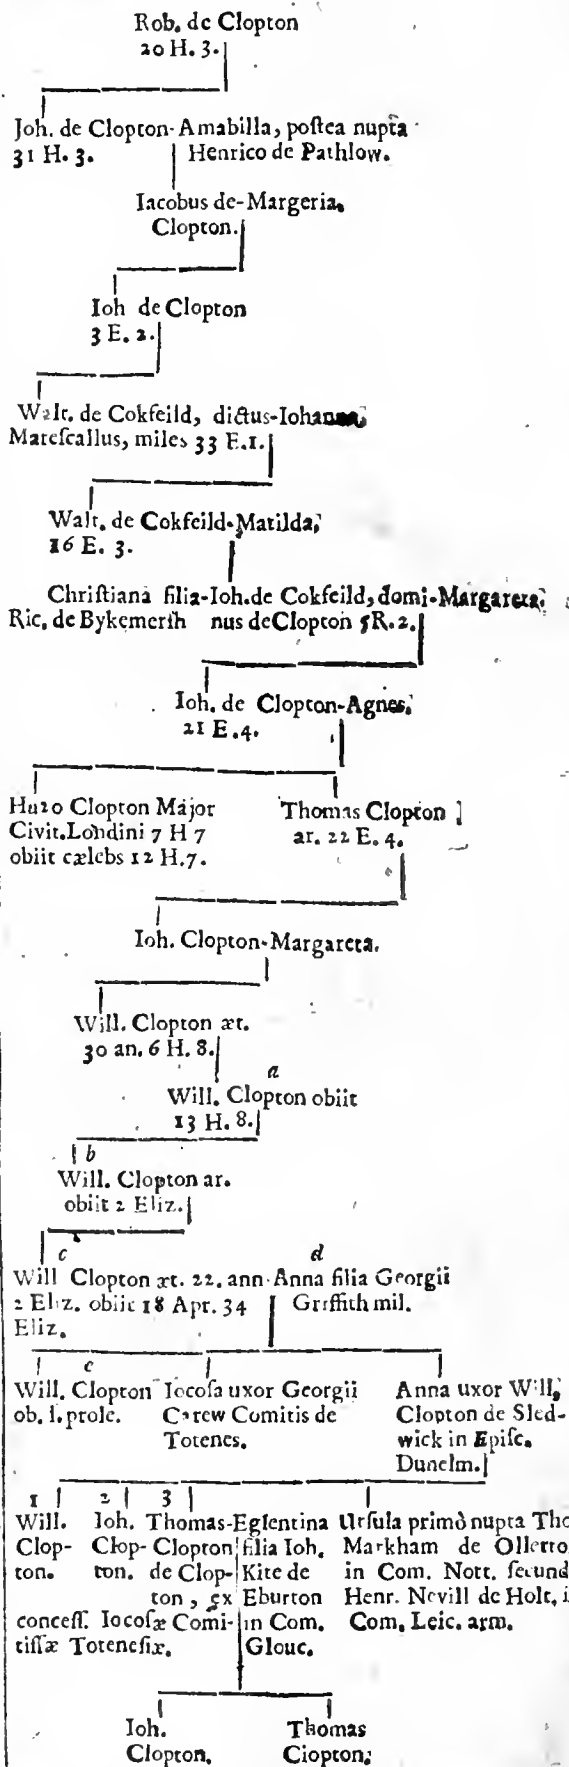 Rob. de Clopton
20 H. 3.
Joh. de Clopton-Amabilla, poſtea nupta
31 H. 3. Henrico de Pathlow.
Iacobus de-Margeria.
Clopton.
Ioh de Clopton
3 E. 2.
Walt. de Cokfeild, dictus-Iohanna,
Mareſcallus, miles 33 E.1.
Walt. de Cokfeild-Matilda,
16 E. 3.
Chriſtiana filia-Ioh.de Cokfeild, domi-Margareta,
Ric. de Bykemerſh nus de Clopton 5R.2.
Ioh. de Clopton-Agnes,
21 E.4.
Hugo Clopton Major Thomas Clopton
Civit.Londini 7 H 7 ar. 22 E. 4.
obiit cælebs 12 H.7.
Ioh. Clopton-Margareta.
Will. Clopton æt.
30 an. 6 H. 8.
a
Will. Clopton obiit
13 H. 8.
b
Will. Clopton ar.
obiit 2 Eliz.
c d
Will Clopton æt. 22. ann-Anna filia Georgii
2 Eliz. obiit 18 Apr. 34 Griffith mil.
Eliz.
Will. Clopton Iocoſa uxor Georgii Anna uxor Will,
ob. ſ. prole. Carew Comitis de Clopton de Sled-
Totenes. wick in Epiſc.
Dunelm.
1 2 3
Will. Ioh. Thomas-Eglentina Urſula primò nupta Tho
Clop- Clop- Clopton filia Ioh. Markham de Ollerto
ton. ton. de Clop- Kite de in Com. Nott. ſecund
ton, ex Eburton Henr. Nevill de Holt, i
conceſſ. Iocoſæ Comi- in Com. Com. Leic. arm.
tiſſæ Toteneſiæ. Glouc.
Ioh. Thomas
Clopton. Clopton.